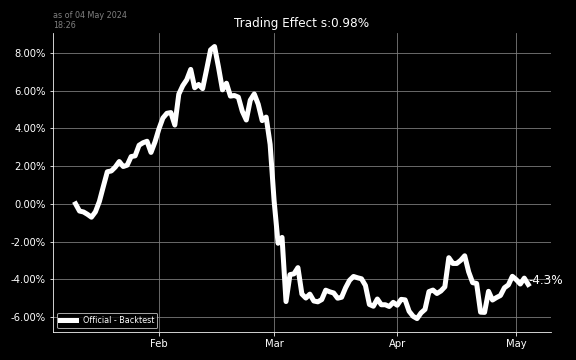 as of 04 May 2024
18:26
Trading Effect s:0.98%
8.00%
6.00%
4.00%
2.00%
0.00%
-2.00%
-4.00%
-6.00%
-4.3%
Official - Backtest
Feb
Mar
Apr
May